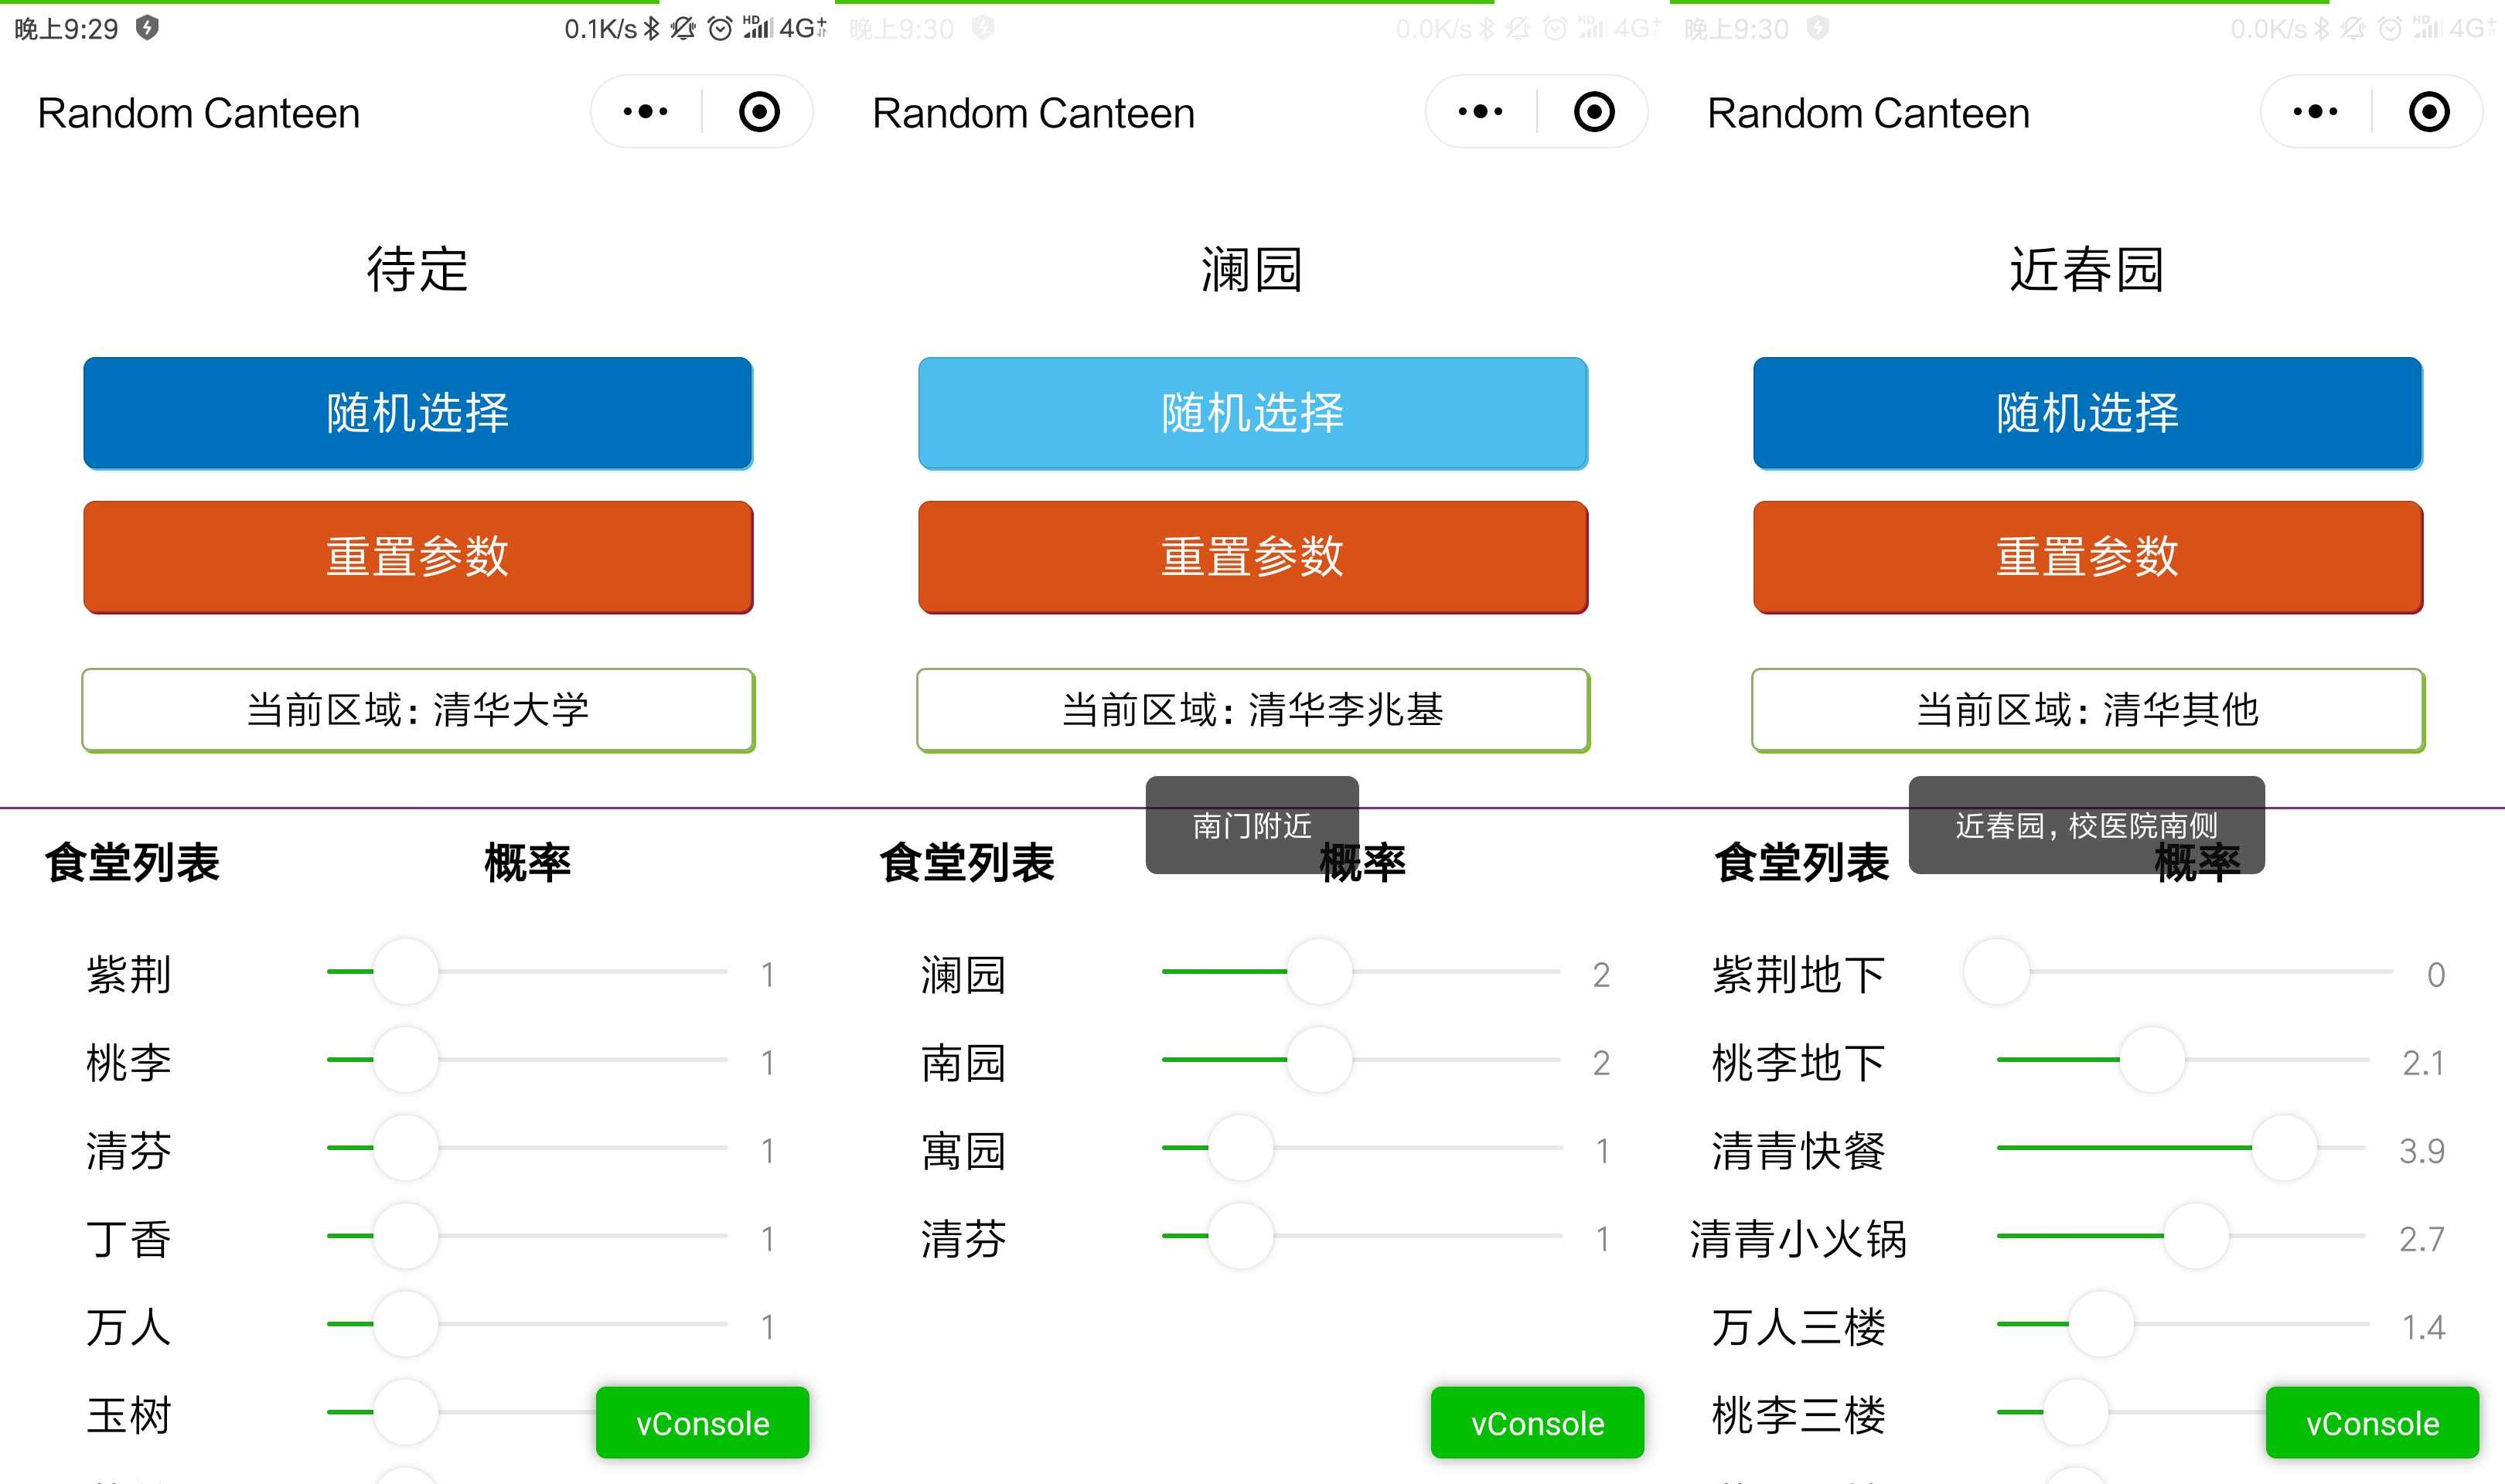 晚上9:29 0.1K/s HD 4G+
Random Canteen
待定
随机选择
重置参数
当前区域：清华大学
食堂列表 概率
紫荆 1
桃李 1
清芬 1
丁香 1
万人 1
玉树
vConsole
晚上9:30 0.0K/s HD 4G+
Random Canteen
澜园
随机选择
重置参数
当前区域：清华李兆基
南门附近
食堂列表 概率
澜园 2
南园 2
寓园 1
清芬 1
vConsole
晚上9:30 0.0K/s HD 4G+
Random Canteen
近春园
随机选择
重置参数
当前区域：清华其他
近春园，校医院南侧
食堂列表 概率
紫荆地下 0
桃李地下 2.1
清青快餐 3.9
清青小火锅 2.7
万人三楼 1.4
桃李三楼
vConsole